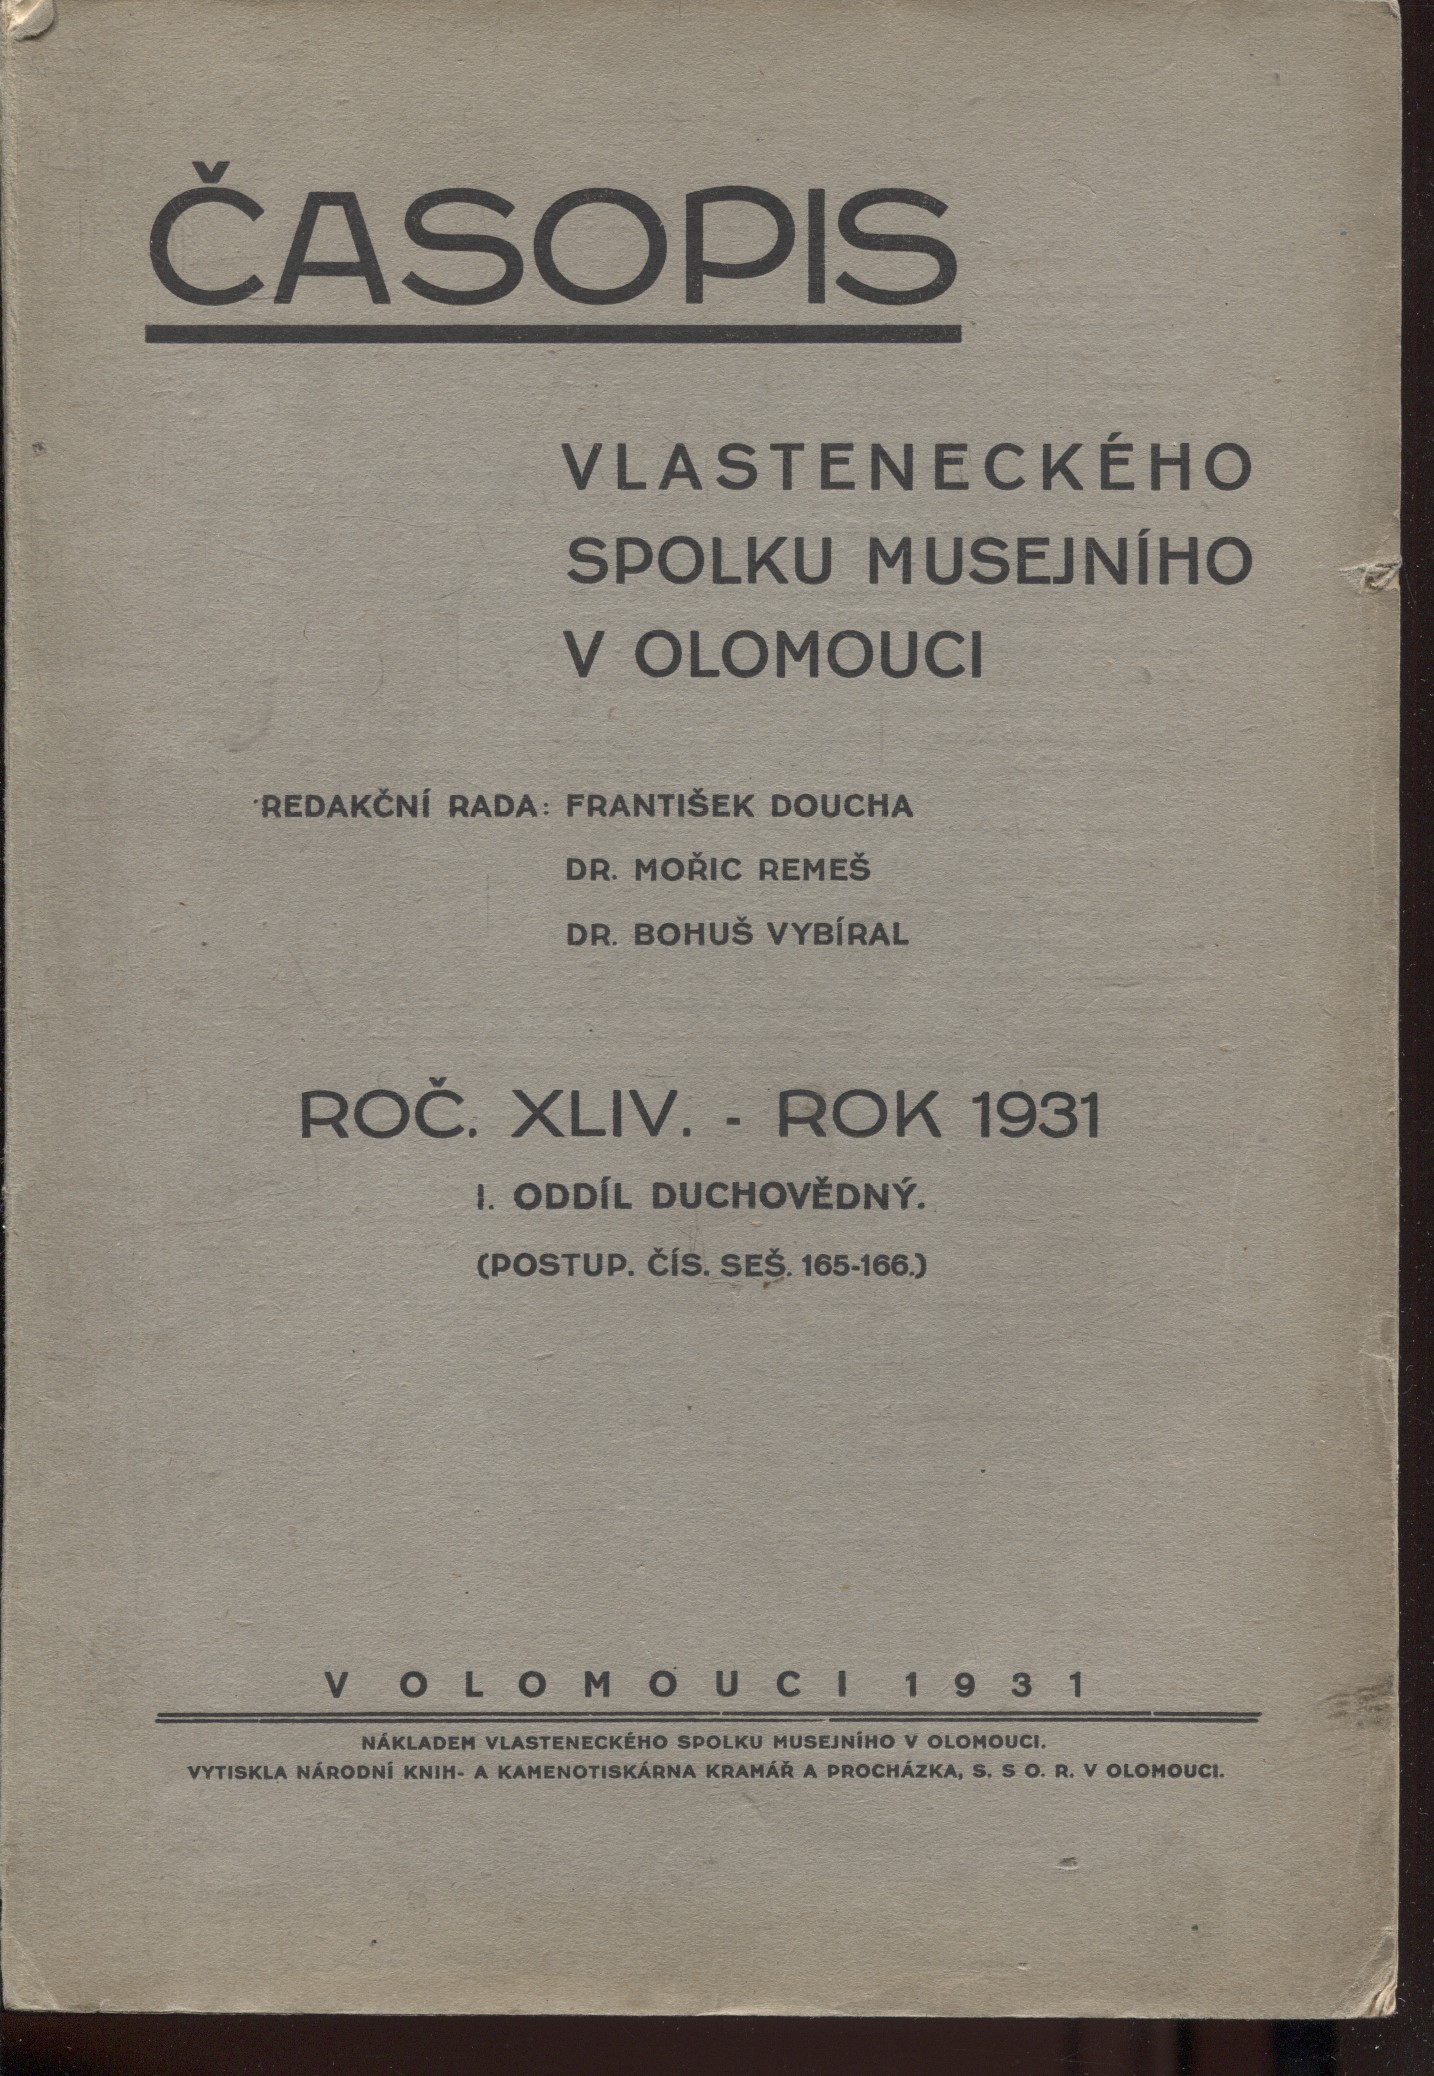 ČASOPIS
VLASTENECKÉHO
SPOLKU MUSEJNÍHO
V OLOMOUCI
REDAKČNÍ RADA: FRANTIŠEK DOUCHA
DR. MOŘIC REMEŠ
DR. BOHUŠ VYBÍRAL
ROČ. XLIV. - ROK 1931
I. ODDÍL DUCHOVĚDNÝ.
(POSTUP. ČÍS. SEŠ. 165-166.)
V OLOMOUCI 1931
NÁKLADEM VLASTENECKÉHO SPOLKU MUSEJNÍHO V OLOMOUCI.
VYTISKLA NÁRODNÍ KNIH- A KAMENOTISKÁRNA KRAMÁŘ A PROCHÁZKA, S. S O. R. V OLOMOUCI.